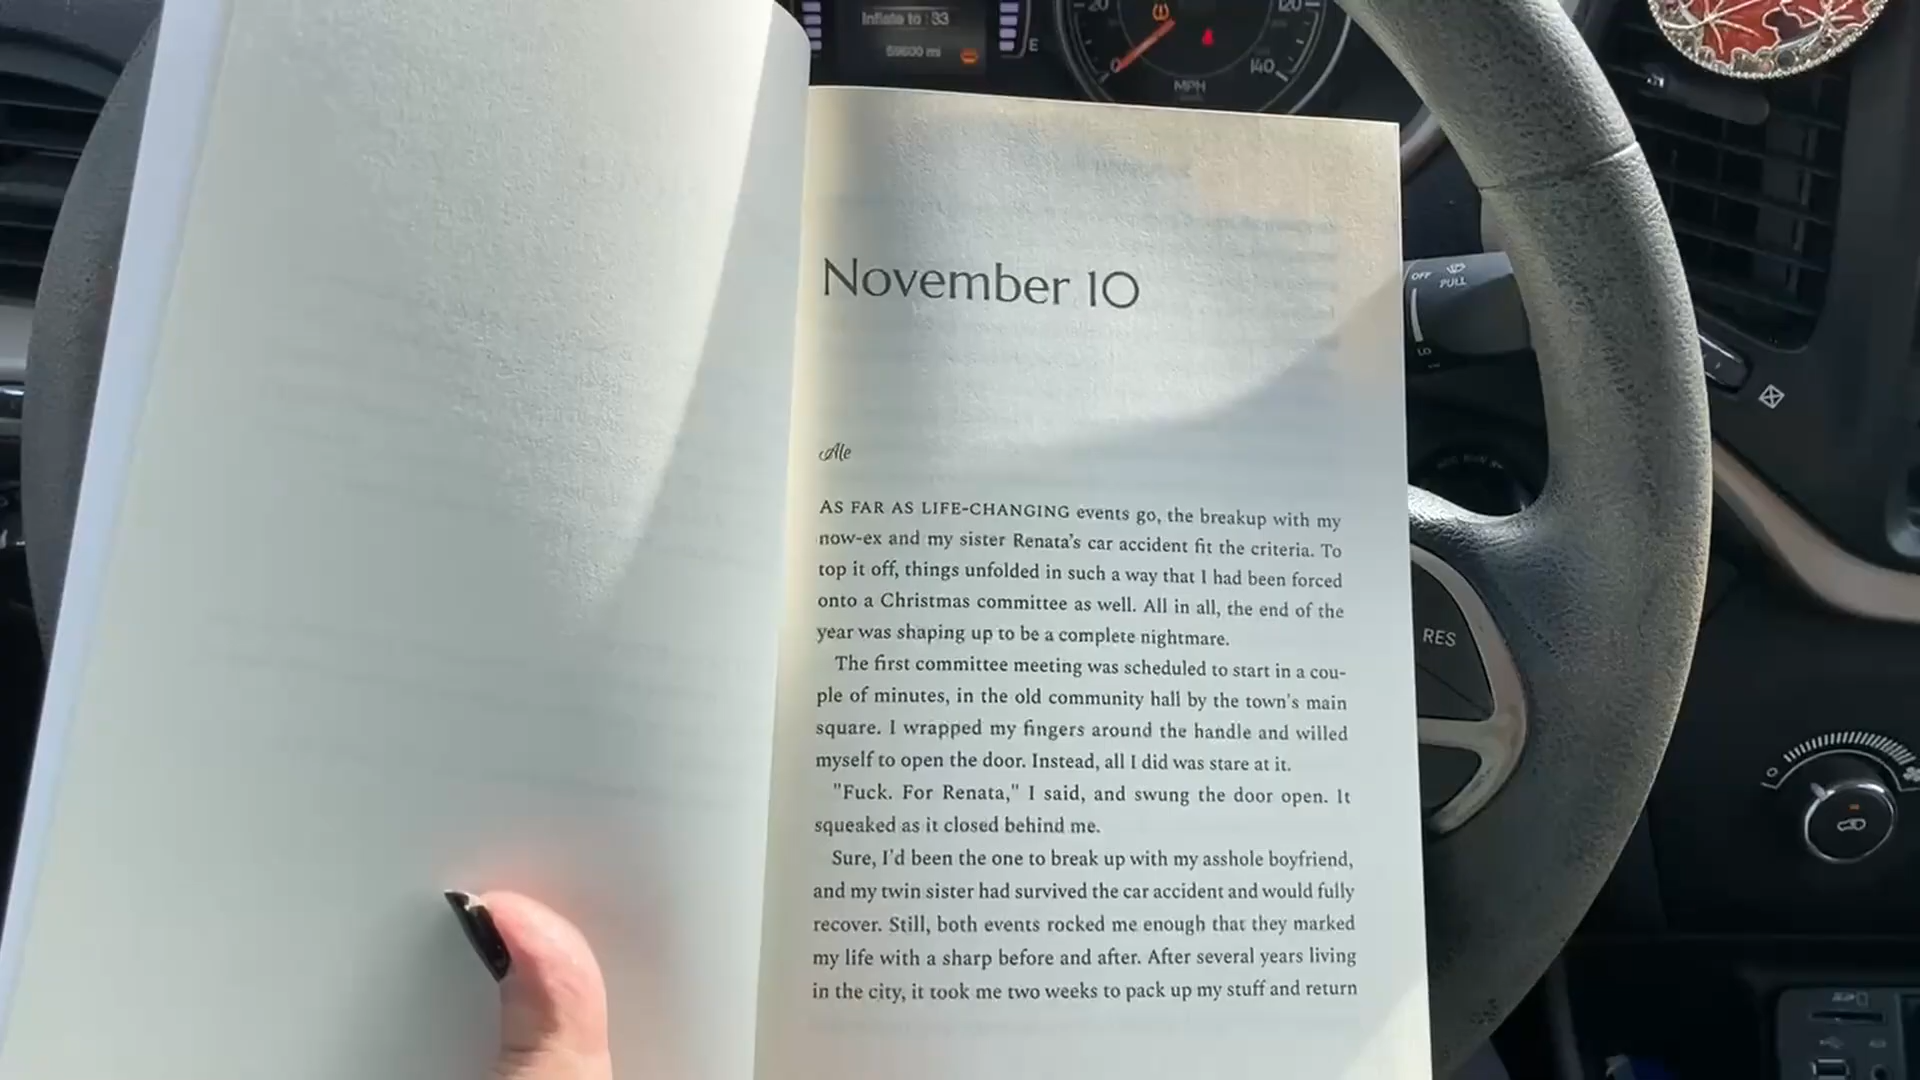 Inflate to : 33
59600 mi
E
20
120
0
140
MPH
November 10
OFF
PULL
LO
Ale
AS FAR AS LIFE-CHANGING events go, the breakup with my
now-ex and my sister Renata's car accident fit the criteria. To
top it off, things unfolded in such a way that I had been forced
onto a Christmas committee as well. All in all, the end of the
year was shaping up to be a complete nightmare.
The first committee meeting was scheduled to start in a cou-
ple of minutes, in the old community hall by the town's main
square. I wrapped my fingers around the handle and willed
myself to open the door. Instead, all I did was stare at it.
"Fuck. For Renata," I said, and swung the door open. It
squeaked as it closed behind me.
Sure, I'd been the one to break up with my asshole boyfriend,
and my twin sister had survived the car accident and would fully
recover. Still, both events rocked me enough that they marked
my life with a sharp before and after. After several years living
in the city, it took me two weeks to pack up my stuff and return
RES